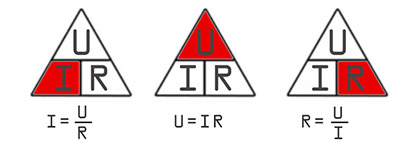 U
I R
I = U/R
U
I R
U=IR
U
I R
R = U/I